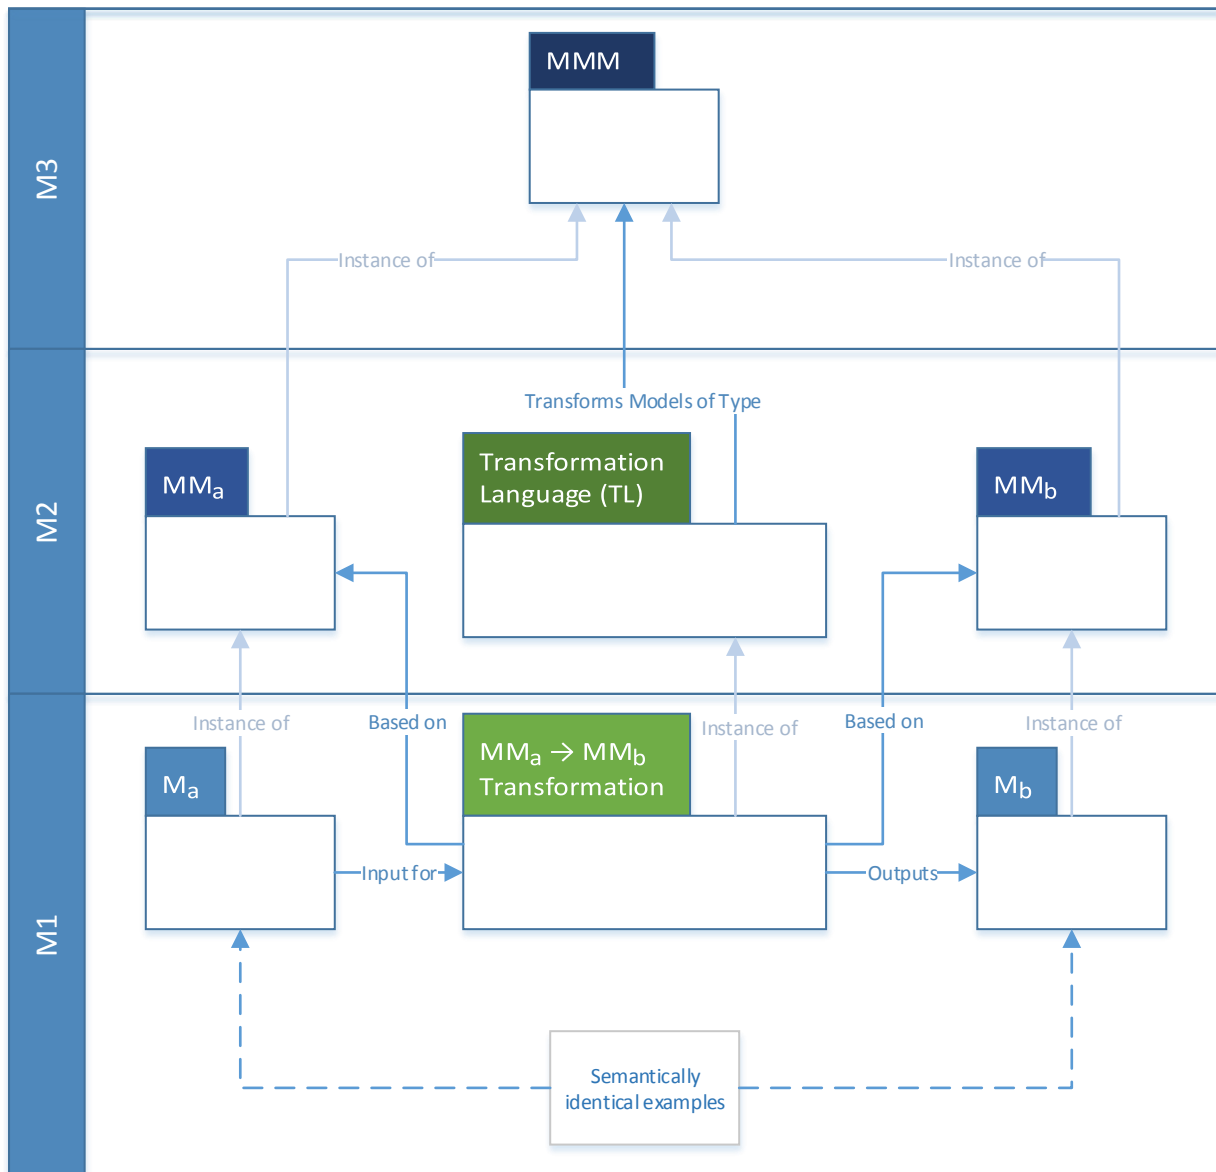 M3
MMM
Instance of
Instance of
M2
Transforms Models of Type
MMa
Transformation
Language (TL)
MMb
M1
Instance of
Based on
Instance of
Based on
Instance of
Ma
MMa → MMb
Transformation
Mb
Input for
Outputs
Semantically
identical examples